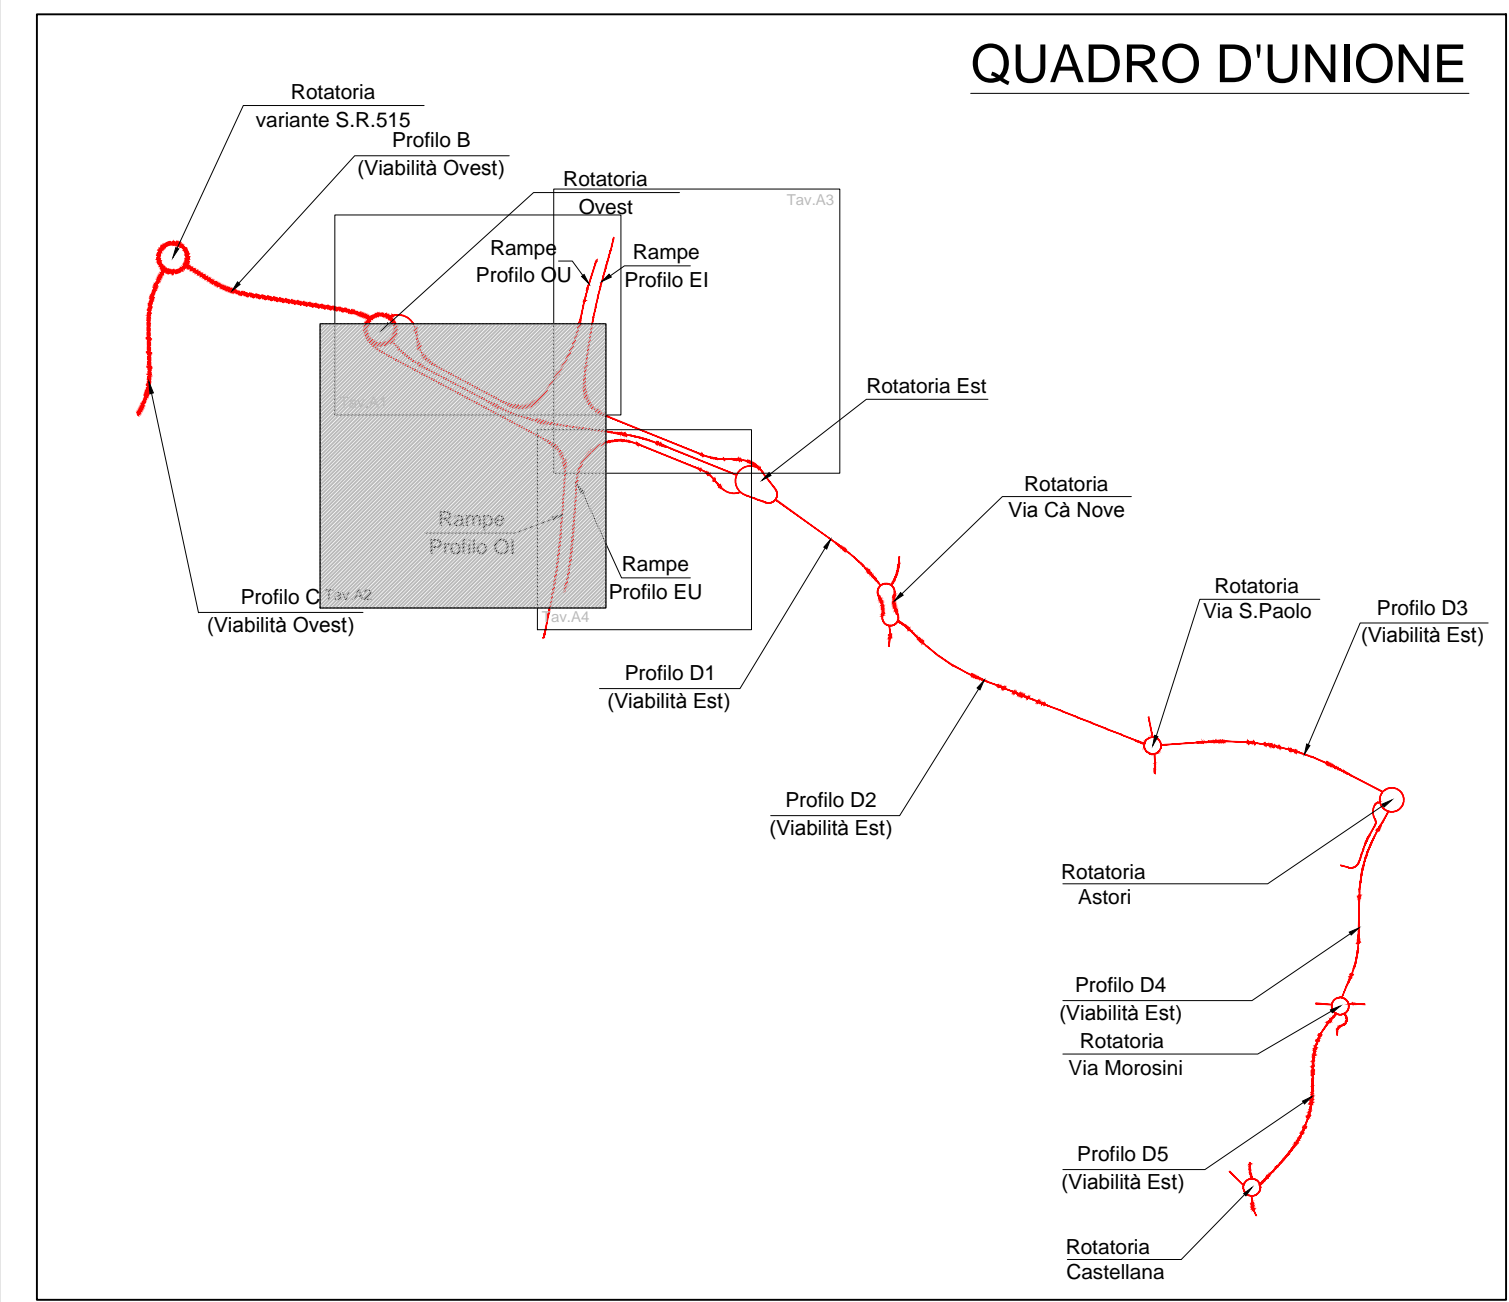 QUADRO D'UNIONE
Rotatoria
variante S.R.515
Profilo B
(Viabilità Ovest)
Rotatoria
Ovest
Tav.A3
Rampe
Profilo OU
Rampe
Profilo EI
Rotatoria Est
Tav.A1
Rotatoria
Via Cà Nove
Rampe
Profilo OI
Rampe
Profilo EU
Rotatoria
Via S.Paolo
Profilo D3
(Viabilità Est)
Profilo C
(Viabilità Ovest)
Tav.A2
Tav.A4
Profilo D1
(Viabilità Est)
Profilo D2
(Viabilità Est)
Rotatoria
Astori
Profilo D4
(Viabilità Est)
Rotatoria
Via Morosini
Profilo D5
(Viabilità Est)
Rotatoria
Castellana